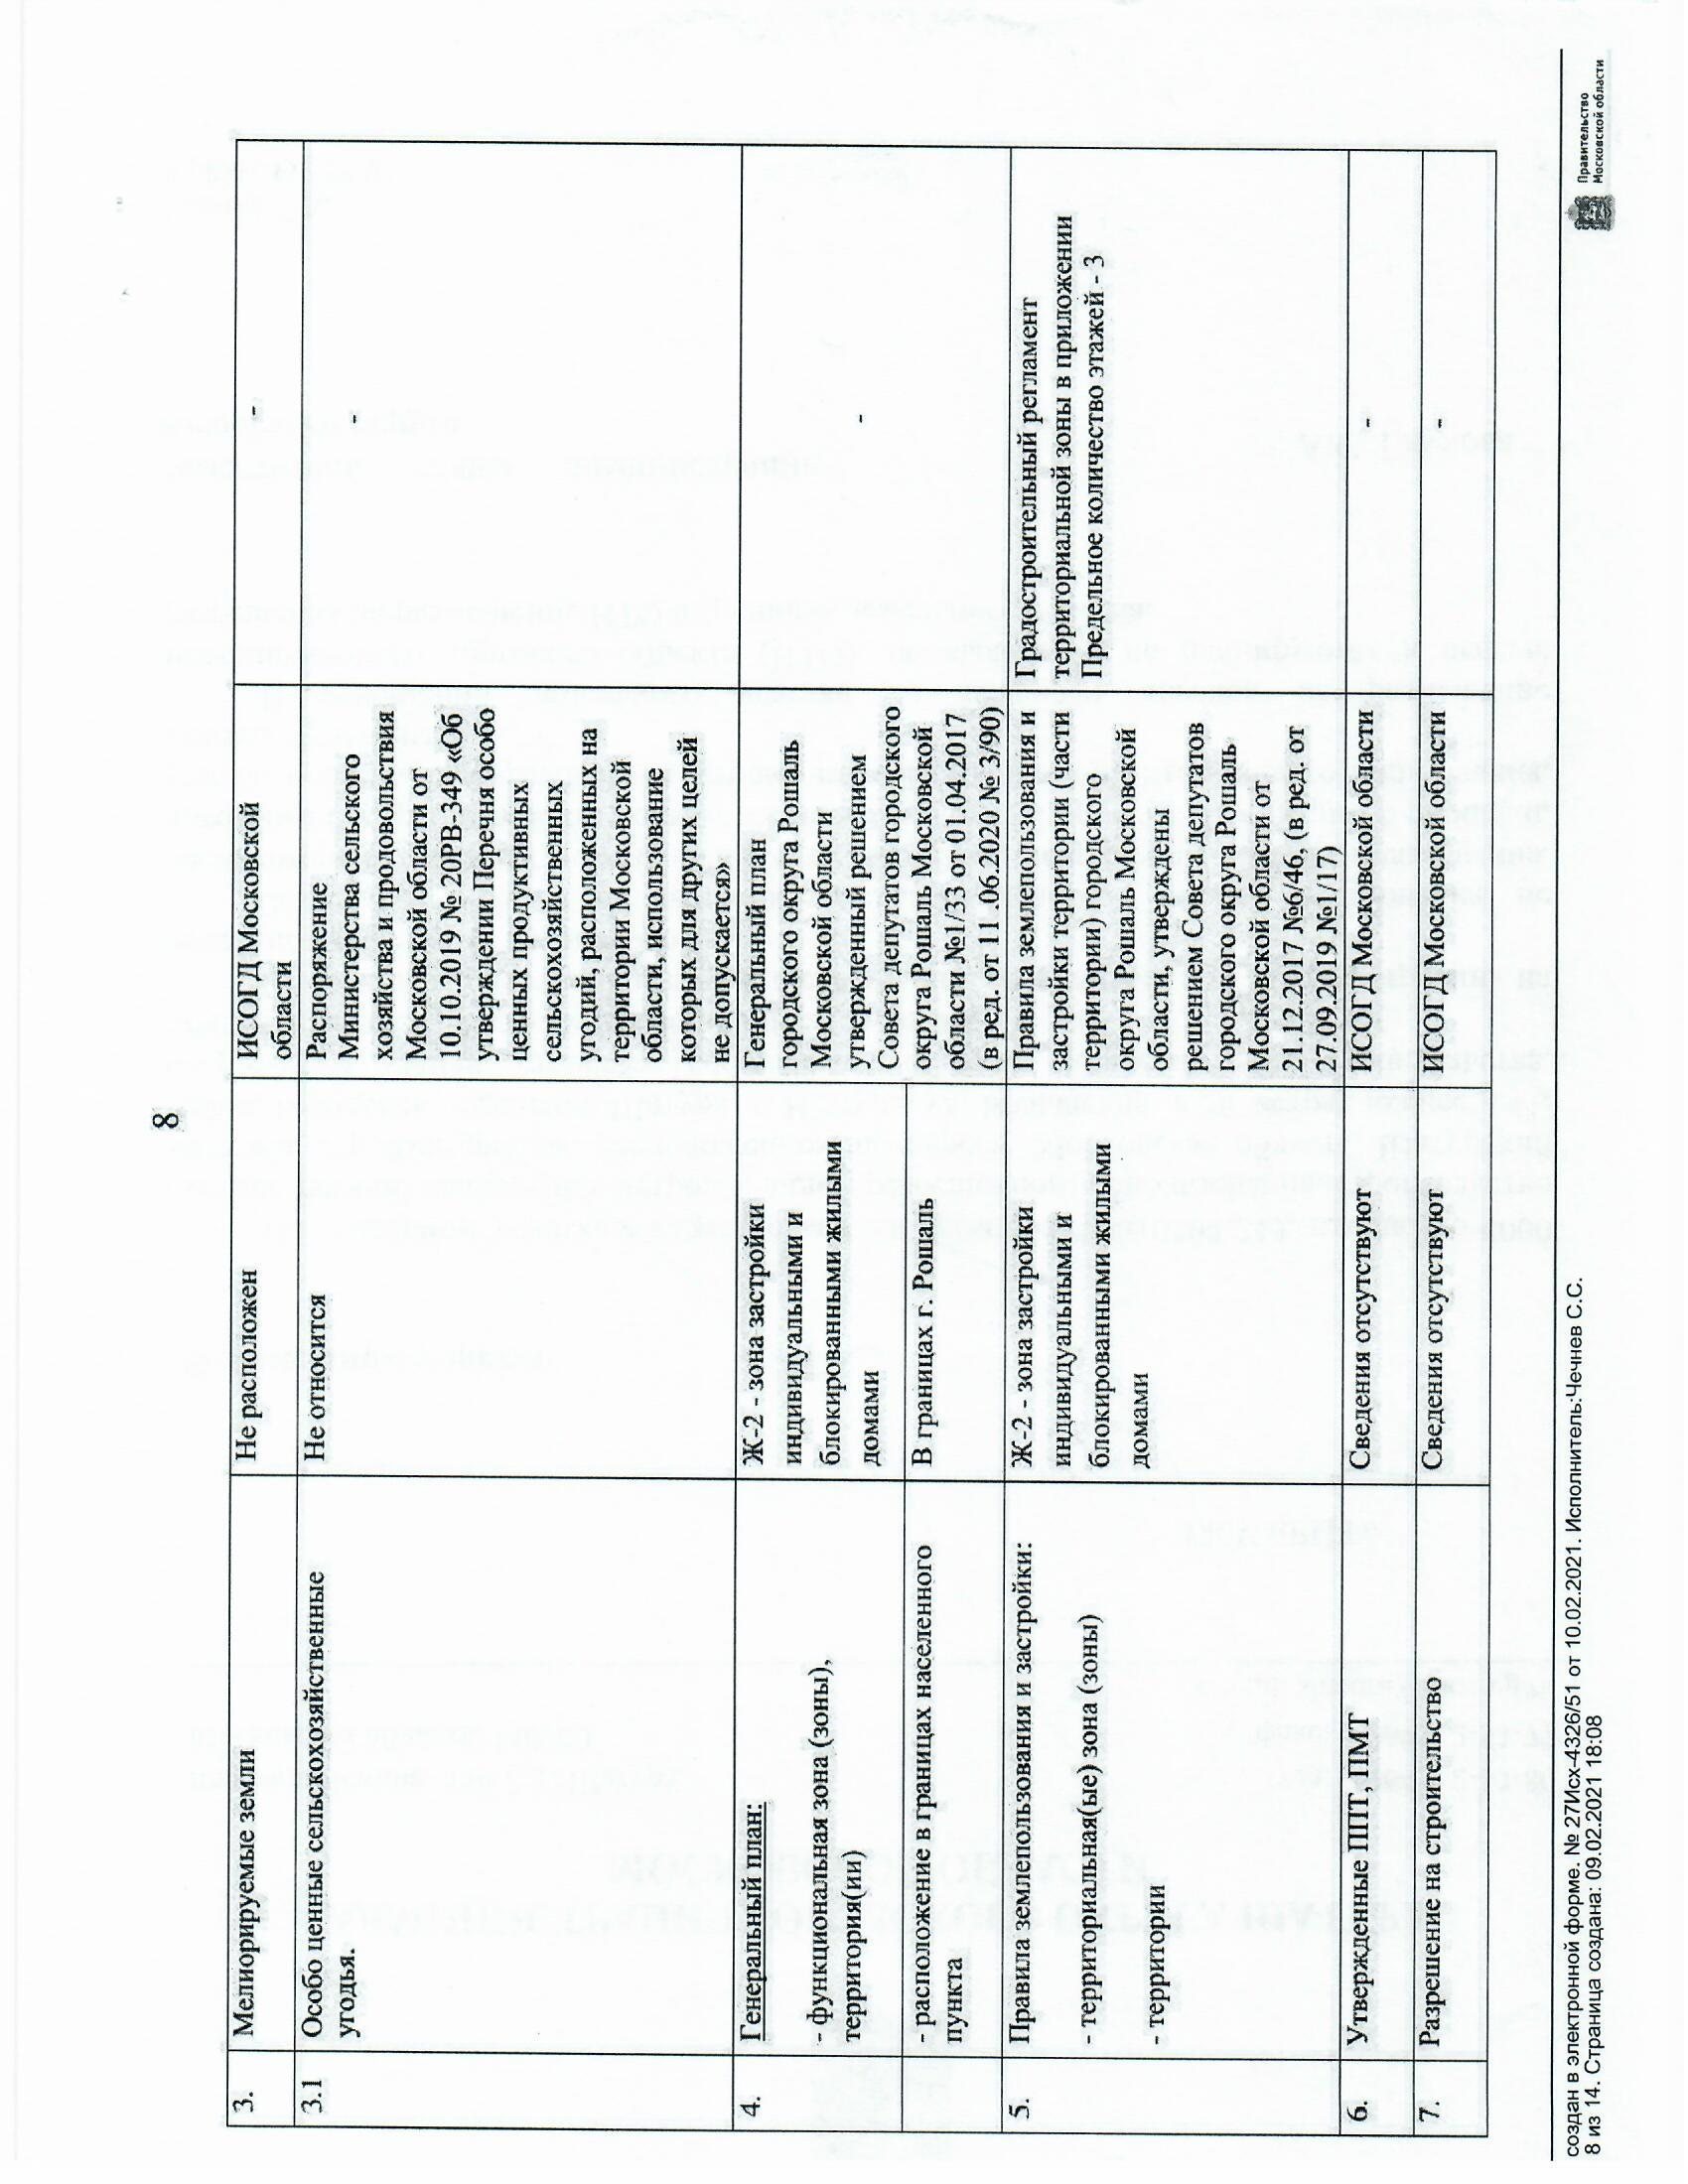 8
3.
Мелиорируемые земли
Не расположен
ИСОГД Московской
области
-
3.1
Особо ценные сельскохозяйственные
угодья.
Не относится
Распоряжение
Министерства сельского
хозяйства и продовольствия
Московской области от
10.10.2019 № 20РВ-349 «Об
утверждении Перечня особо
ценных продуктивных
сельскохозяйственных
угодий, расположенных на
территории Московской
области, использование
которых для других целей
не допускается»
-
4.
Генеральный план:
- функциональная зона (зоны),
территория(ии)
Ж-2 - зона застройки
индивидуальными и
блокированными жилыми
домами
- расположение в границах населенного
пункта
В границах г. Рошаль
Генеральный план
городского округа Рошаль
Московской области
утвержденный решением
Совета депутатов городского
округа Рошаль Московской
области №1/33 от 01.04.2017
(в ред. от 11.06.2020 № 3/90)
-
5.
Правила землепользования и застройки:
- территориальная(ые) зона (зоны)
- территории
Ж-2 - зона застройки
индивидуальными и
блокированными жилыми
домами
Правила землепользования и
застройки территории (части
территории) городского
округа Рошаль Московской
области, утверждены
решением Совета депутатов
городского округа Рошаль
Московской области от
21.12.2017 №6/46, (в ред. от
27.09.2019 №1/17)
Градостроительный регламент
территориальной зоны в приложении
Предельное количество этажей - 3
6.
Утвержденные ППТ, ПМТ
Сведения отсутствуют
ИСОГД Московской области
-
7.
Разрешение на строительство
Сведения отсутствуют
ИСОГД Московской области
-
создан в электронной форме. № 27Исх-4326/51 от 10.02.2021. Исполнитель:Чечнев С.С.
8 из 14. Страница создана: 09.02.2021 18:08
Правительство
Московской области